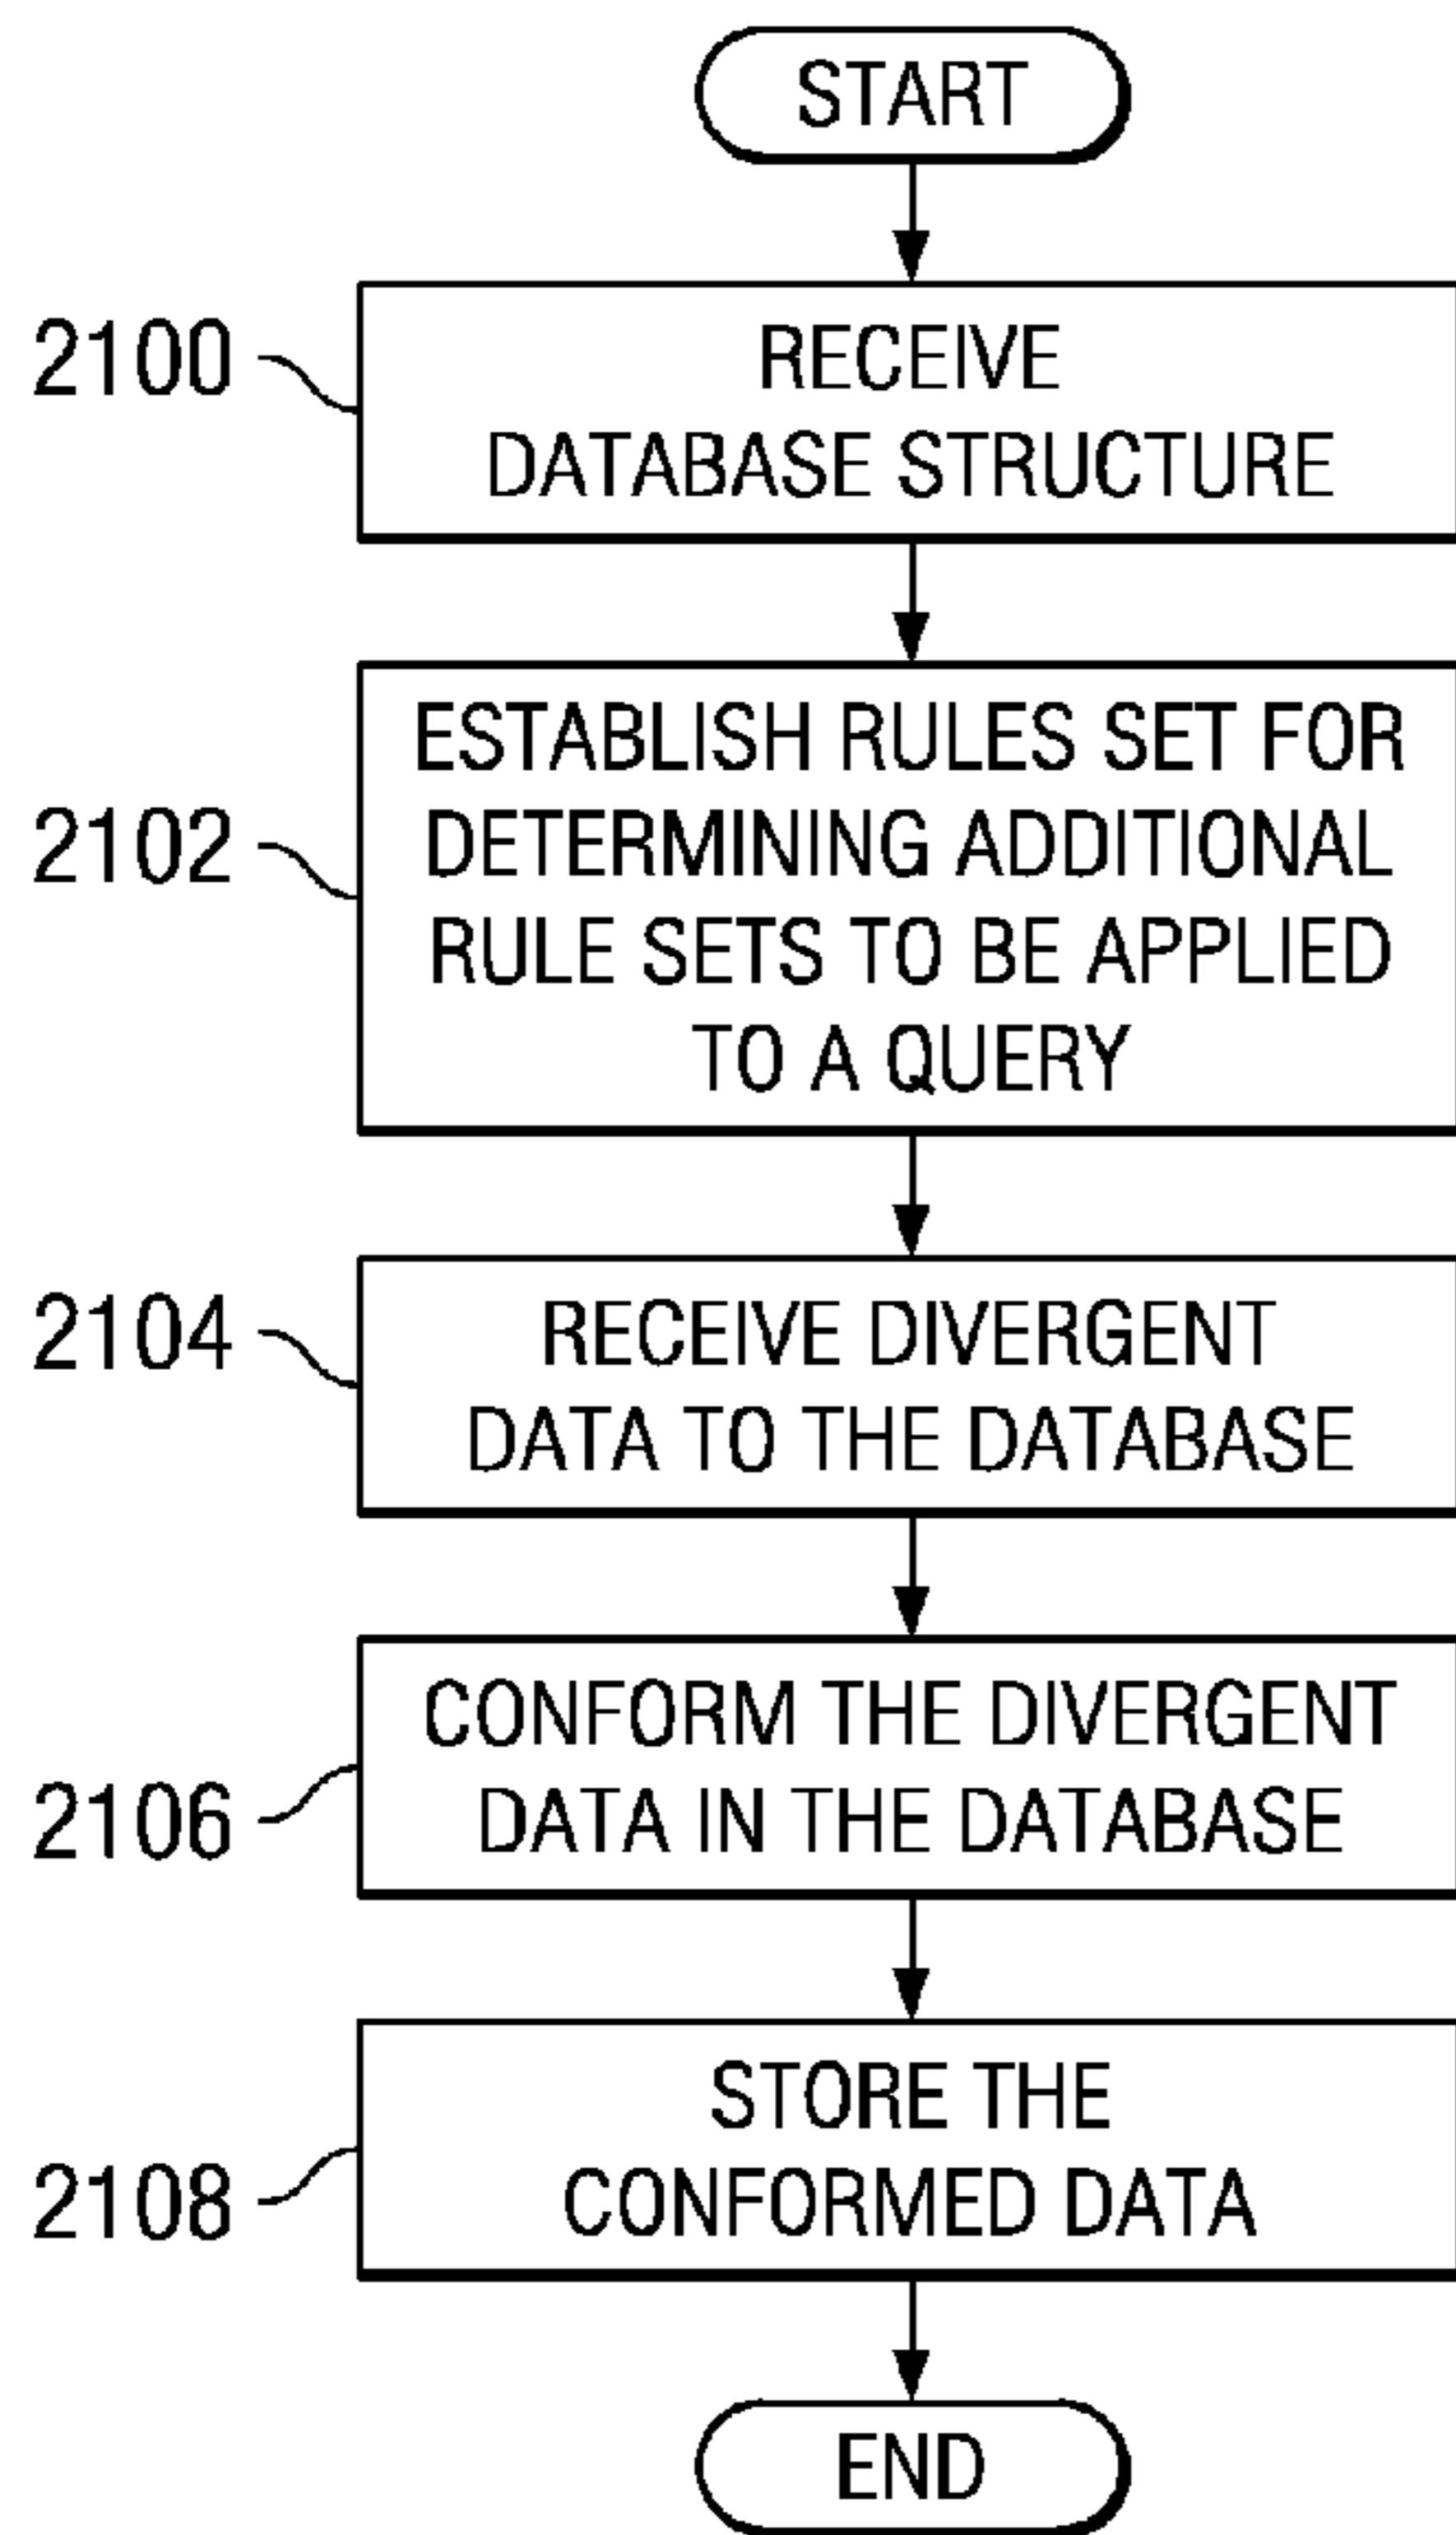 START
2100
RECEIVE
DATABASE STRUCTURE
2102
ESTABLISH RULES SET FOR
DETERMINING ADDITIONAL
RULE SETS TO BE APPLIED
TO A QUERY
2104
RECEIVE DIVERGENT
DATA TO THE DATABASE
2106
CONFORM THE DIVERGENT
DATA IN THE DATABASE
2108
STORE THE
CONFORMED DATA
END